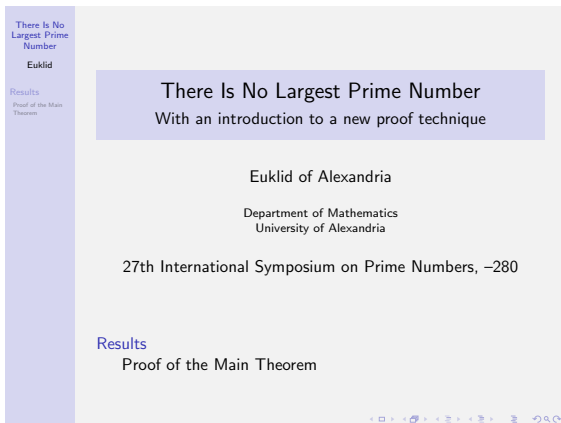 There Is No
Largest Prime
Number
Euklid
Results
Proof of the Main
Theorem
There Is No Largest Prime Number
With an introduction to a new proof technique
Euklid of Alexandria
Department of Mathematics
University of Alexandria
27th International Symposium on Prime Numbers, –280
Results
Proof of the Main Theorem